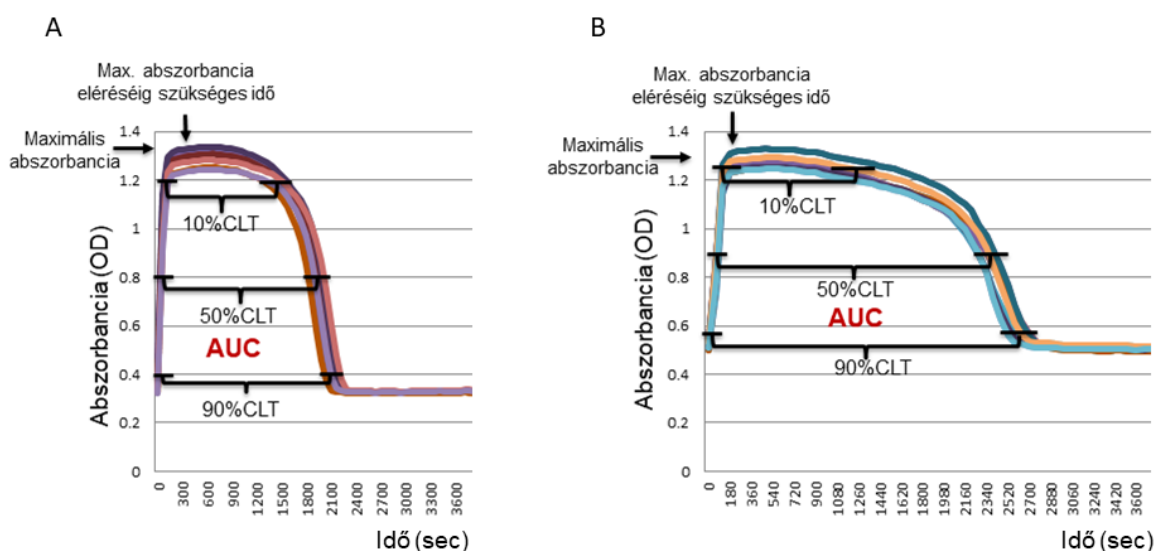 A
Max. abszorbancia
eléréséig szükséges idő
Maximális
abszorbancia
Abszorbancia (OD)
1.4
1.2
1
0.8
0.6
0.4
0.2
0
10%CLT
50%CLT
AUC
90%CLT
0 300 600 900 1200 1500 1800 2100 2400 2700 3000 3300 3600
Idő (sec)
B
Max. abszorbancia
eléréséig szükséges idő
Maximális
abszorbancia
Abszorbancia (OD)
1.4
1.2
1
0.8
0.6
0.4
0.2
0
10%CLT
50%CLT
AUC
90%CLT
0 180 360 540 720 900 1080 1260 1440 1620 1800 1980 2160 2340 2520 2700 2880 3060 3240 3420 3600
Idő (sec)